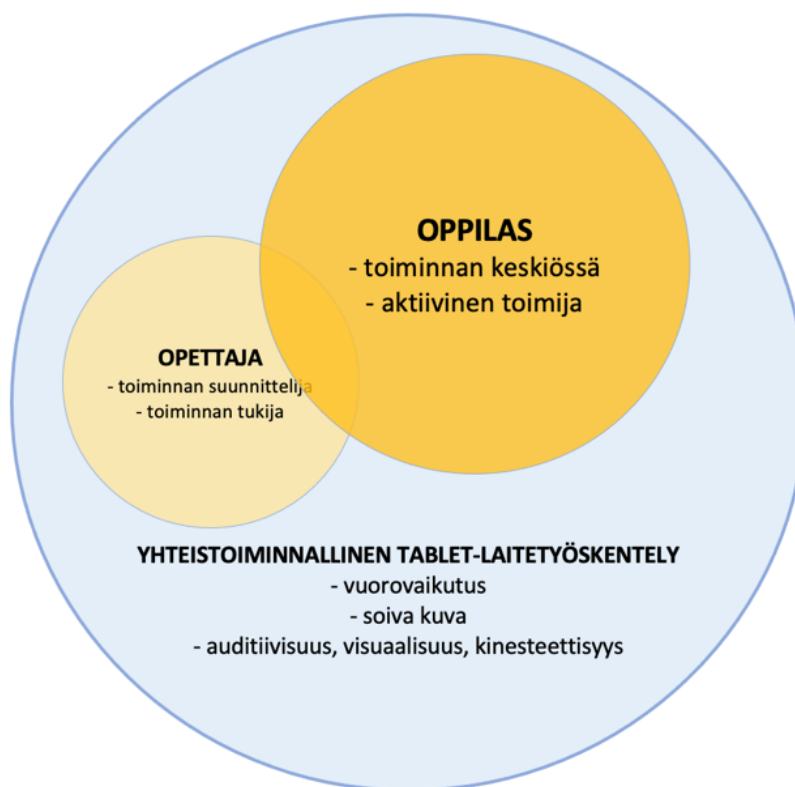 OPPILAS
- toiminnan keskiössä
- aktiivinen toimija
OPETTAJA
- toiminnan suunnittelija
- toiminnan tukija
YHTEISTOIMINNALLINEN TABLET-LAITETYÖSKENTELY
- vuorovaikutus
- soiva kuva
- auditiivisuus, visuaalisuus, kinesteettisyys